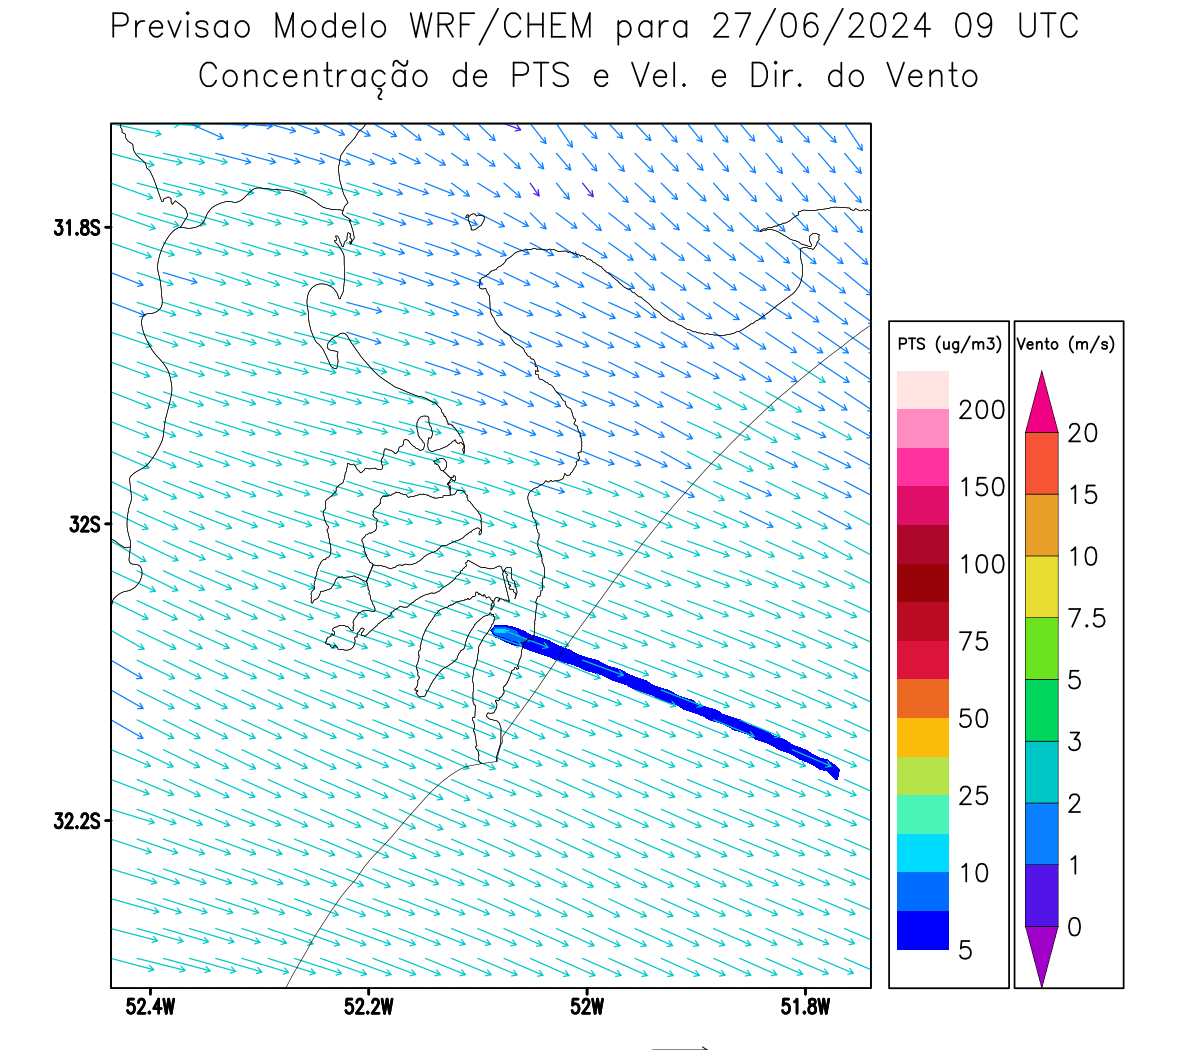 Previsao Modelo WRF/CHEM para 27/06/2024 09 UTC
Concentração de PTS e Vel. e Dir. do Vento
31.8S
32S
32.2S
52.4W
52.2W
52W
51.8W
PTS (ug/m3)
200
150
100
75
50
25
10
5
Vento (m/s)
20
15
10
7.5
5
3
2
1
0